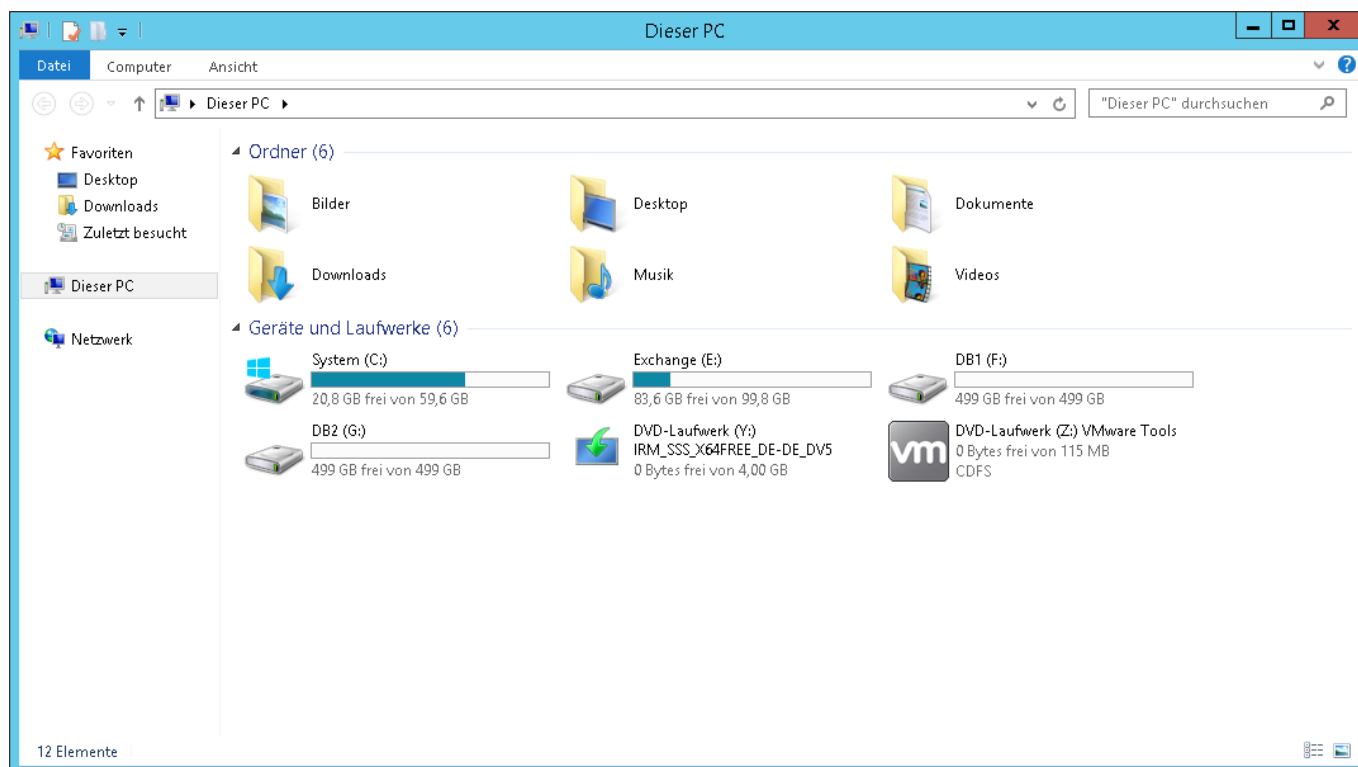 Dieser PC
Datei Computer Ansicht
Dieser PC "Dieser PC" durchsuchen
Favoriten
Desktop
Downloads
Zuletzt besucht
Dieser PC
Netzwerk
Ordner (6)
Bilder Desktop Dokumente
Downloads Musik Videos
Geräte und Laufwerke (6)
System (C:)
20,8 GB frei von 59,6 GB
Exchange (E:)
83,6 GB frei von 99,8 GB
DB1 (F:)
499 GB frei von 499 GB
DB2 (G:)
499 GB frei von 499 GB
DVD-Laufwerk (Y:)
IRM_SSS_X64FREE_DE-DE_DV5
0 Bytes frei von 4,00 GB
vm
DVD-Laufwerk (Z:) VMware Tools
0 Bytes frei von 115 MB
CDFS
12 Elemente